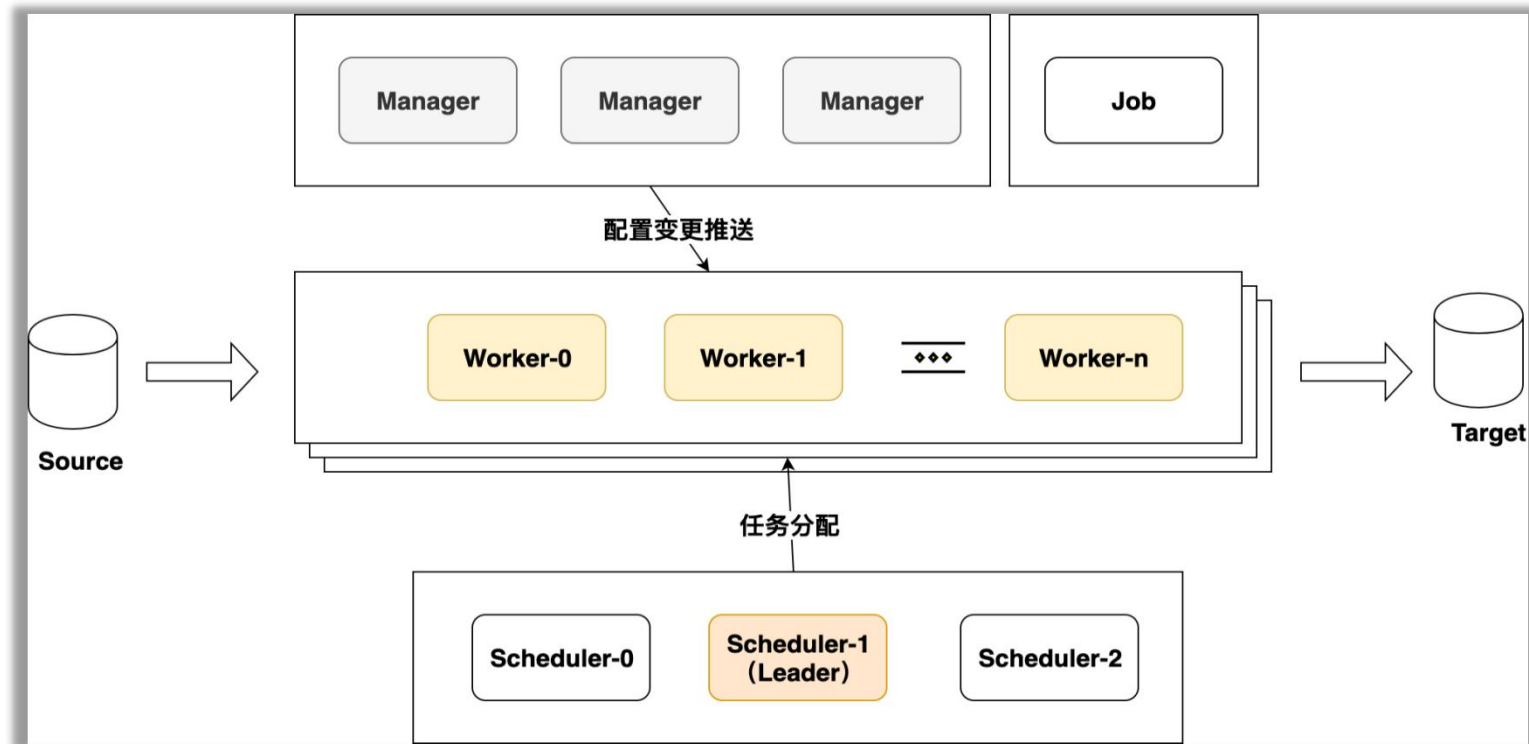 Manager
Manager
Manager
Job
配置变更推送
Worker-0
Worker-1
Worker-n
Source
Target
任务分配
Scheduler-0
Scheduler-1
（Leader）
Scheduler-2